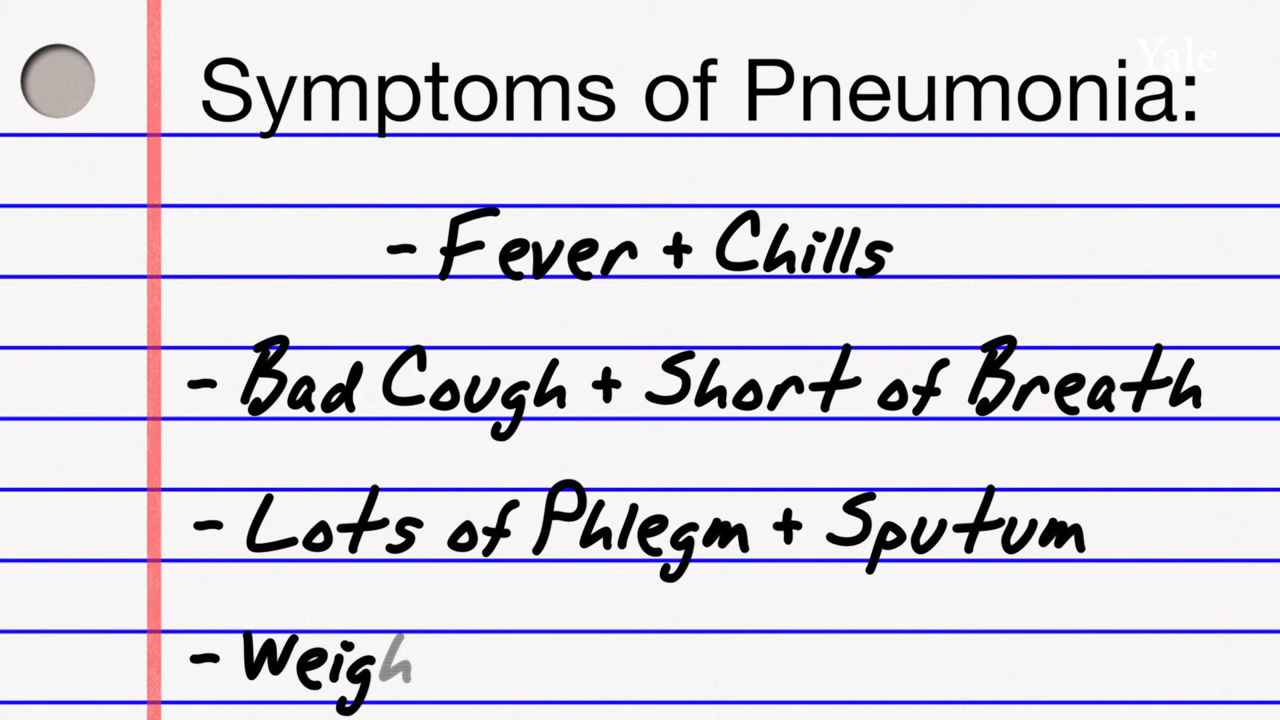 Yale
Symptoms of Pneumonia:
- Fever + Chills
- Bad Cough + Short of Breath
- Lots of Phlegm + Sputum
- Weigh